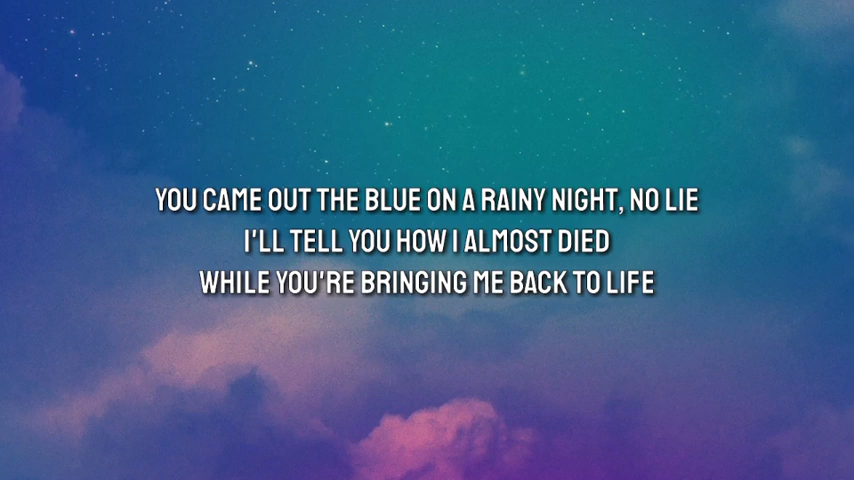 YOU CAME OUT THE BLUE ON A RAINY NIGHT, NO LIE
I'LL TELL YOU HOW I ALMOST DIED
WHILE YOU'RE BRINGING ME BACK TO LIFE